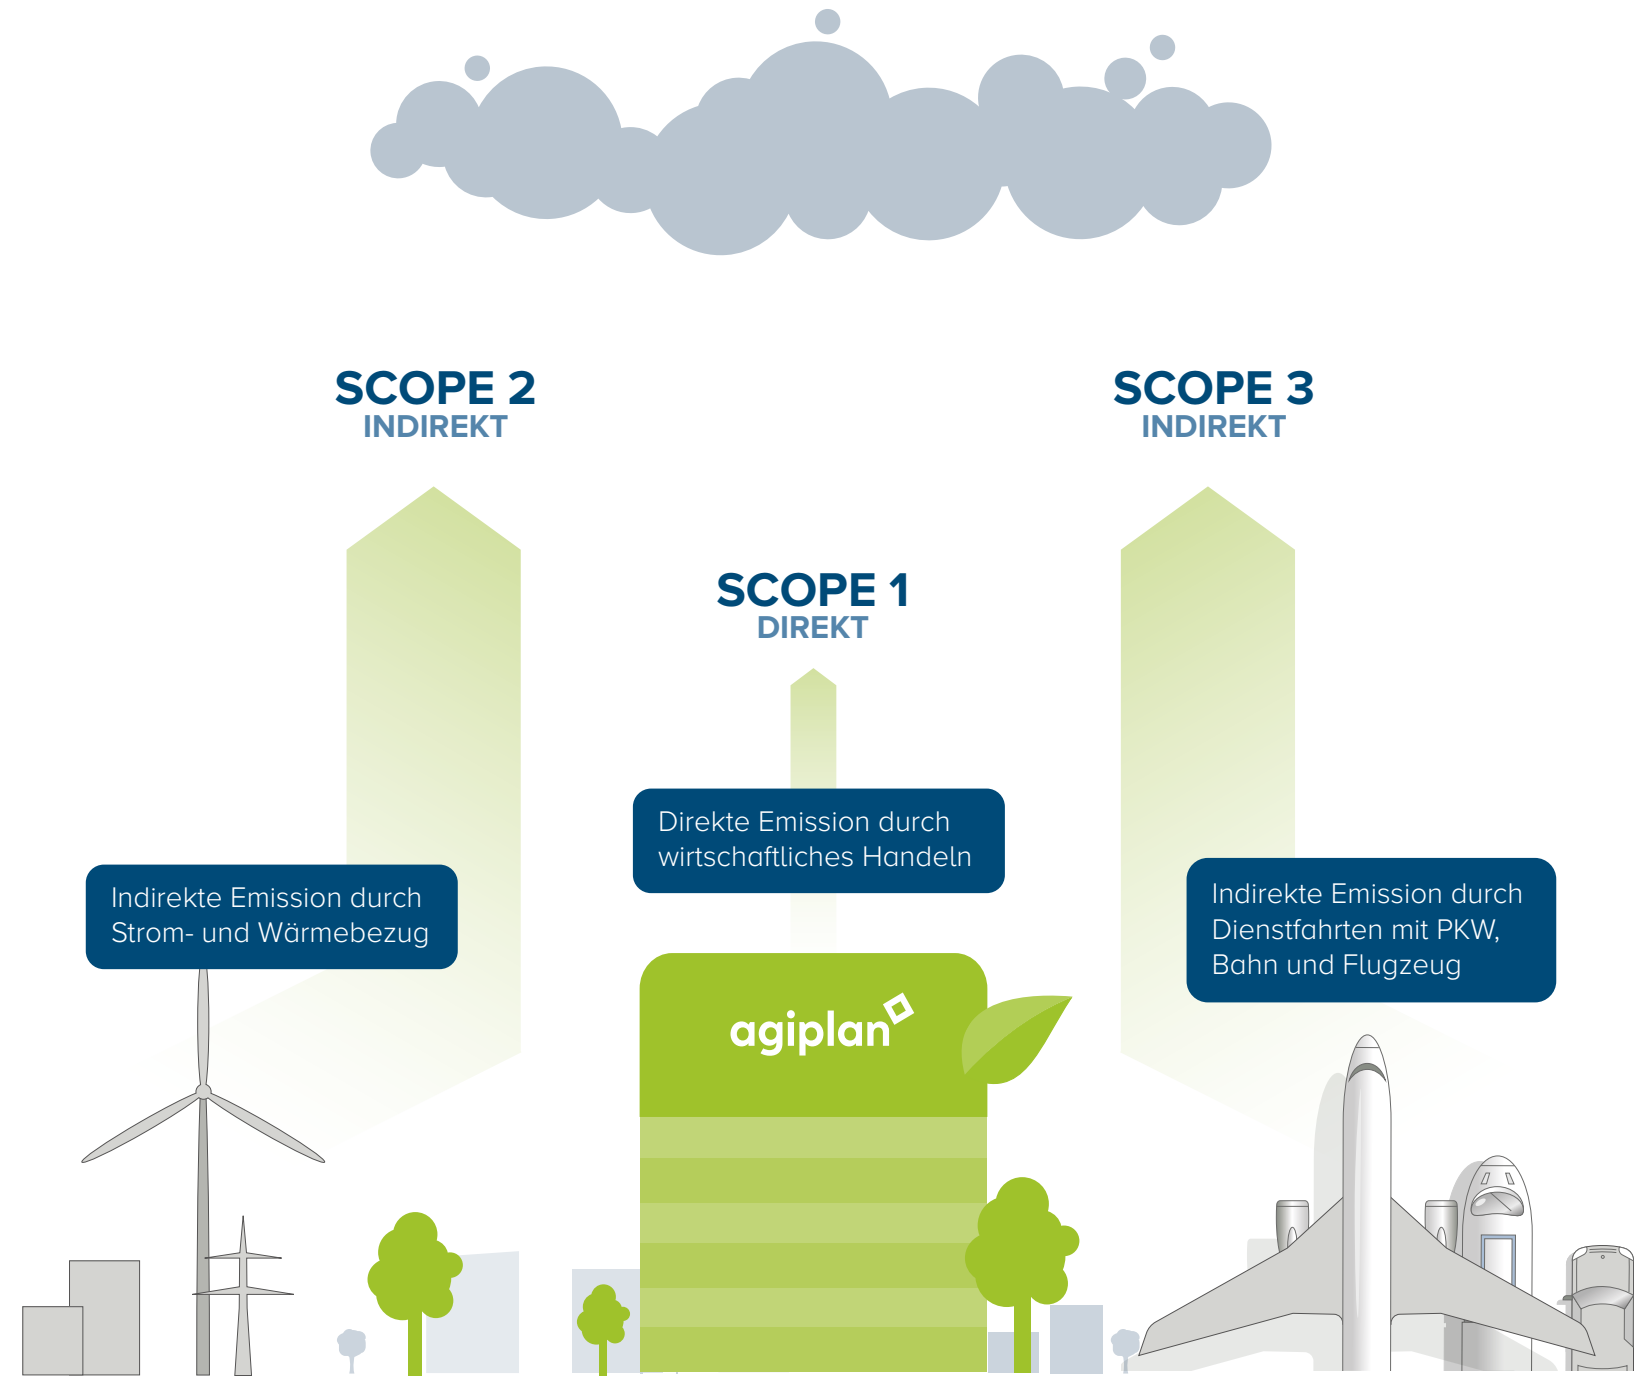 SCOPE 2
INDIREKT
SCOPE 3
INDIREKT
SCOPE 1
DIREKT
Direkte Emission durch
wirtschaftliches Handeln
Indirekte Emission durch
Strom- und Wärmebezug
Indirekte Emission durch
Dienstfahrten mit PKW,
Bahn und Flugzeug
agiplan